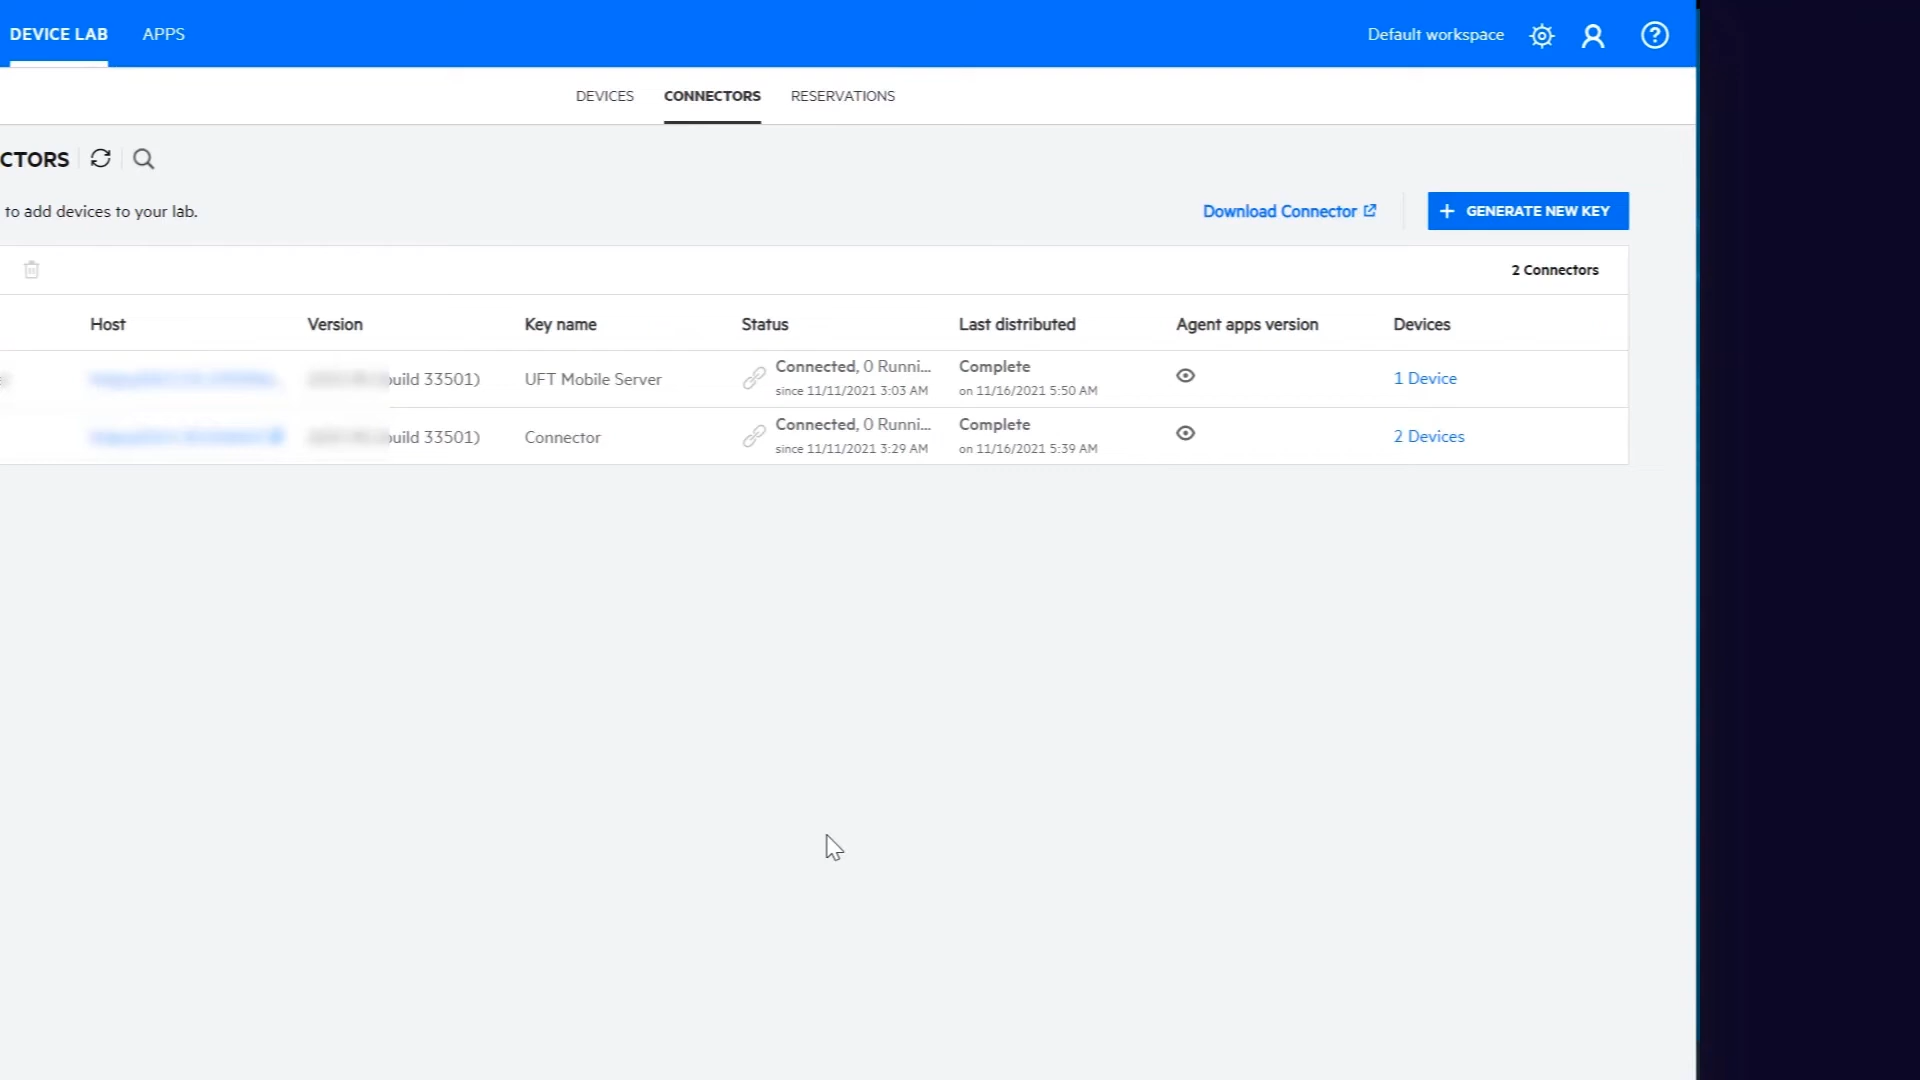 DEVICE LAB APPS Default workspace
DEVICES CONNECTORS RESERVATIONS
CTORS
to add devices to your lab. Download Connector + GENERATE NEW KEY
2 Connectors
Host Version Key name Status Last distributed Agent apps version Devices
uild 33501) UFT Mobile Server Connected, 0 Runni... Complete 1 Device
since 11/11/2021 3:03 AM on 11/16/2021 5:50 AM
uild 33501) Connector Connected, 0 Runni... Complete 2 Devices
since 11/11/2021 3:29 AM on 11/16/2021 5:39 AM